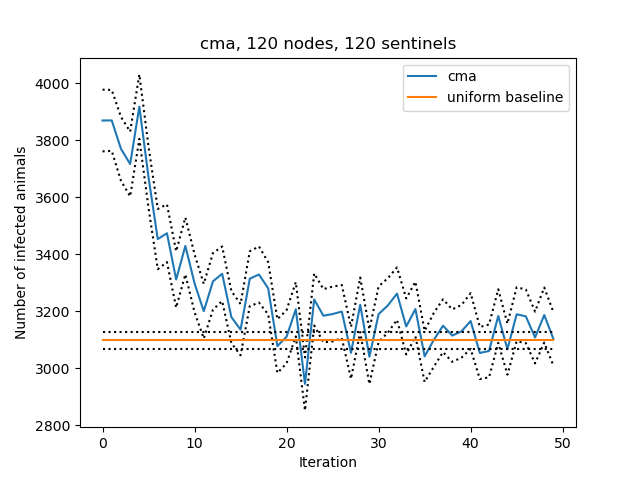 cma, 120 nodes, 120 sentinels
cma
uniform baseline
Number of infected animals
4000
3800
3600
3400
3200
3000
2800
0 10 20 30 40 50
Iteration